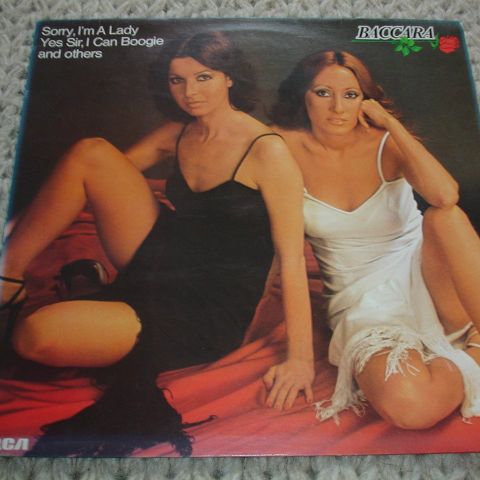 Sorry, I'm A Lady
Yes Sir, I Can Boogie
and others
BACCARA
RCA